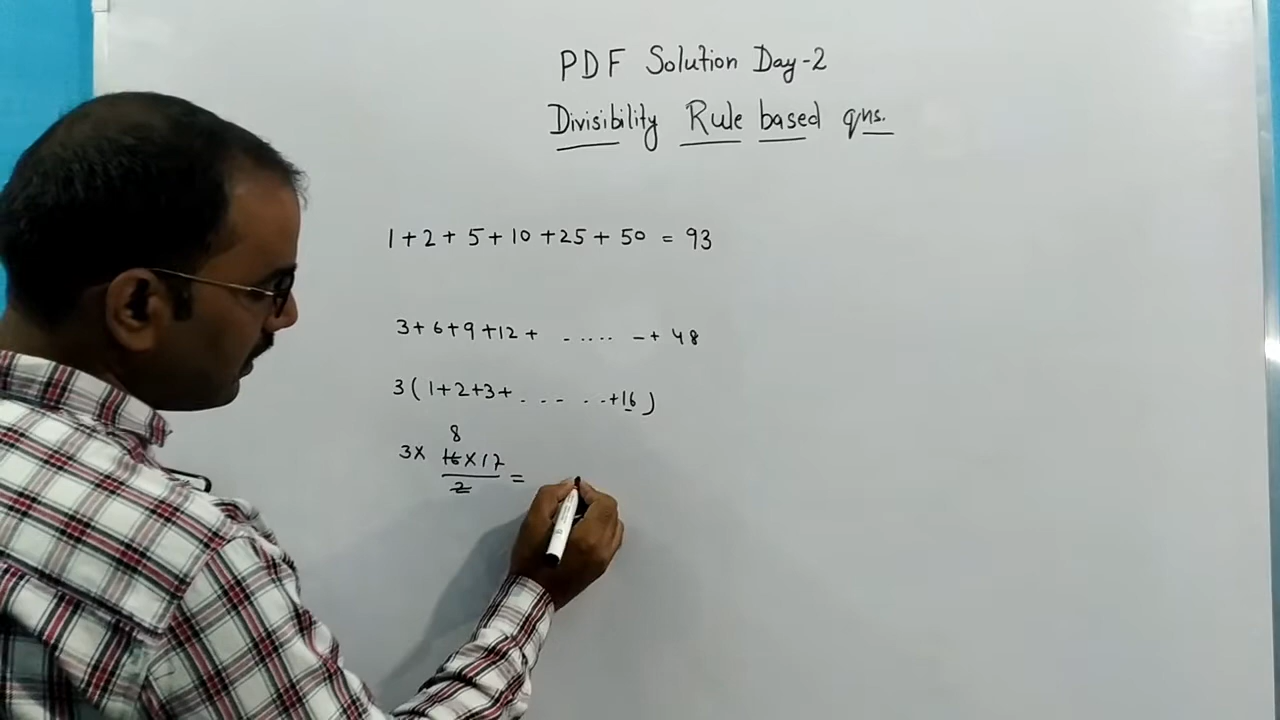 PDF Solution Day-2
Divisibility Rule based qns.
1+2+5+10+25+50 = 93
3+6+9+12+ ...... -+ 48
3(1+2+3+... ...+16)
8
3× 16×17
2 =